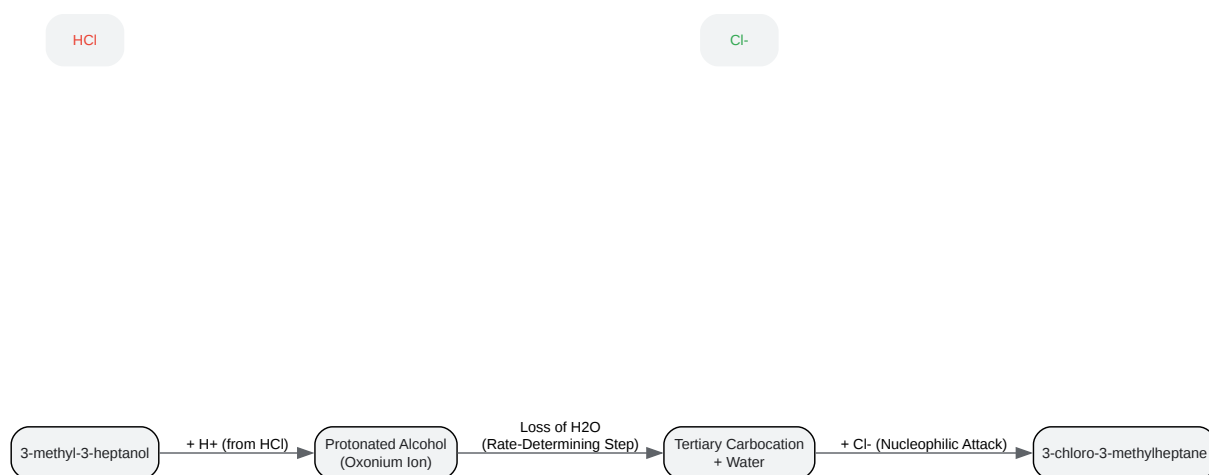 HCl
Cl-
3-methyl-3-heptanol
+ H+ (from HCl)
Protonated Alcohol
(Oxonium Ion)
Loss of H2O
(Rate-Determining Step)
Tertiary Carbocation
+ Water
+ Cl- (Nucleophilic Attack)
3-chloro-3-methylheptane